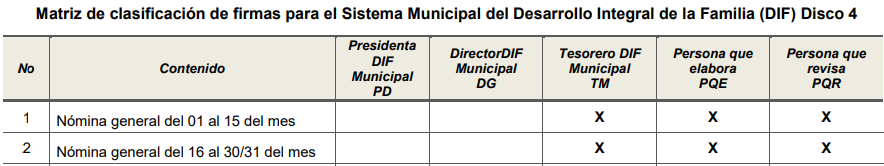 Matriz de clasificación de firmas para el Sistema Municipal del Desarrollo Integral de la Familia (DIF) Disco 4
No Contenido Presidenta DIF Municipal PD DirectorDIF Municipal DG Tesorero DIF Municipal TM Persona que elabora PQE Persona que revisa PQR
1 Nómina general del 01 al 15 del mes X X X
2 Nómina general del 16 al 30/31 del mes X X X